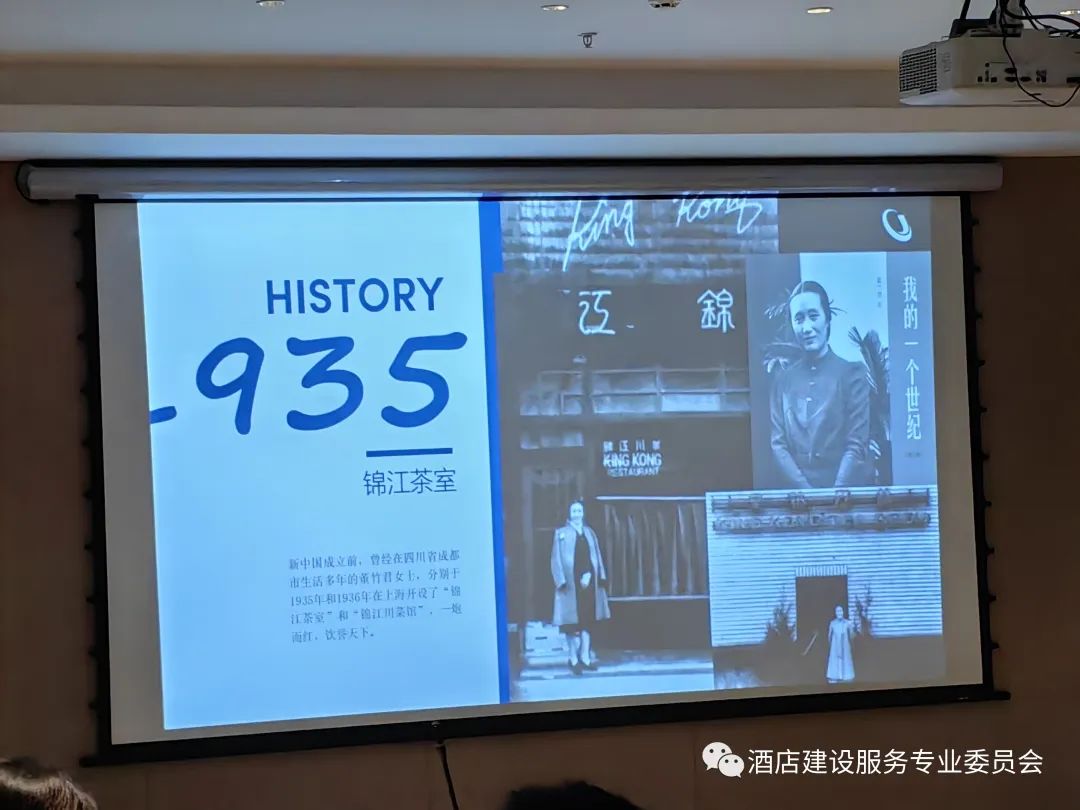 HISTORY
1935
锦江茶室
新中国成立前，曾经在四川省成都
市生活多年的董竹君女士，分别于
1935年和1936年在上海开设了“锦
江茶室”和“锦江川菜馆”，一炮
而红，饮誉天下。
King Kong
江 錦
錦江川菜
KING KONG
RESTAURANT
我的一个世纪
酒店建设服务专业委员会